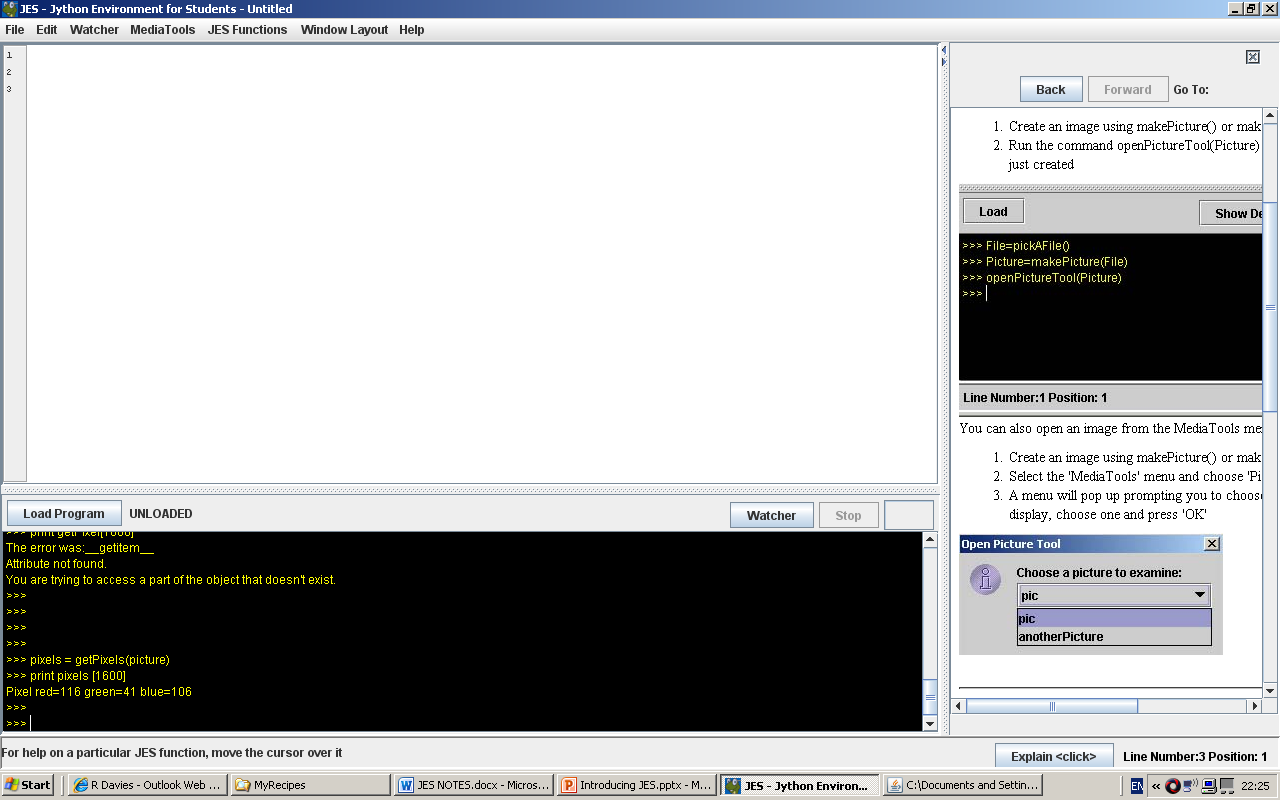 JES - Jython Environment for Students - Untitled
File Edit Watcher MediaTools JES Functions Window Layout Help
1
2
3
Back Forward Go To:
1. Create an image using makePicture() or mak
2. Run the command openPictureTool(Picture)
just created
Load Show De
>>> File=pickAFile()
>>> Picture=makePicture(File)
>>> openPictureTool(Picture)
>>>
Line Number:1 Position: 1
You can also open an image from the MediaTools me
1. Create an image using makePicture() or mak
2. Select the 'MediaTools' menu and choose 'Pi
3. A menu will pop up prompting you to choos
display, choose one and press 'OK'
Open Picture Tool
Choose a picture to examine:
pic
pic
anotherPicture
Load Program UNLOADED Watcher Stop
>>> print getPixel[1600]
The error was:__getitem__
Attribute not found.
You are trying to access a part of the object that doesn't exist.
>>>
>>>
>>>
>>>
>>> pixels = getPixels(picture)
>>> print pixels [1600]
Pixel red=116 green=41 blue=106
>>>
>>>
For help on a particular JES function, move the cursor over it
Explain <click> Line Number:3 Position: 1
Start R Davies - Outlook Web ... MyRecipes JES NOTES.docx - Micros... Introducing JES.pptx - M... JES - Jython Environ... C:\Documents and Settin... EN « 22:25